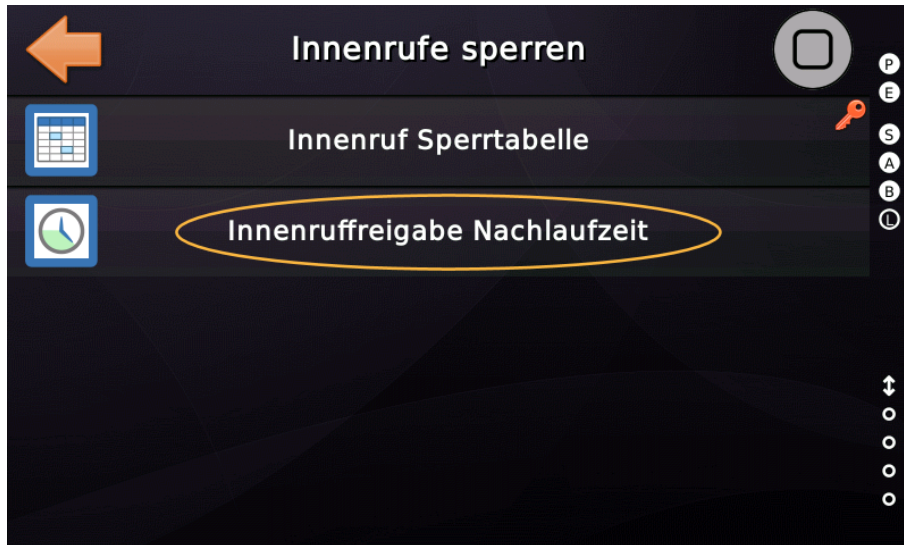 Innenrufe sperren
P
E
Innenruf Sperrtabelle
S
A
B
Innenruffreigabe Nachlaufzeit
L